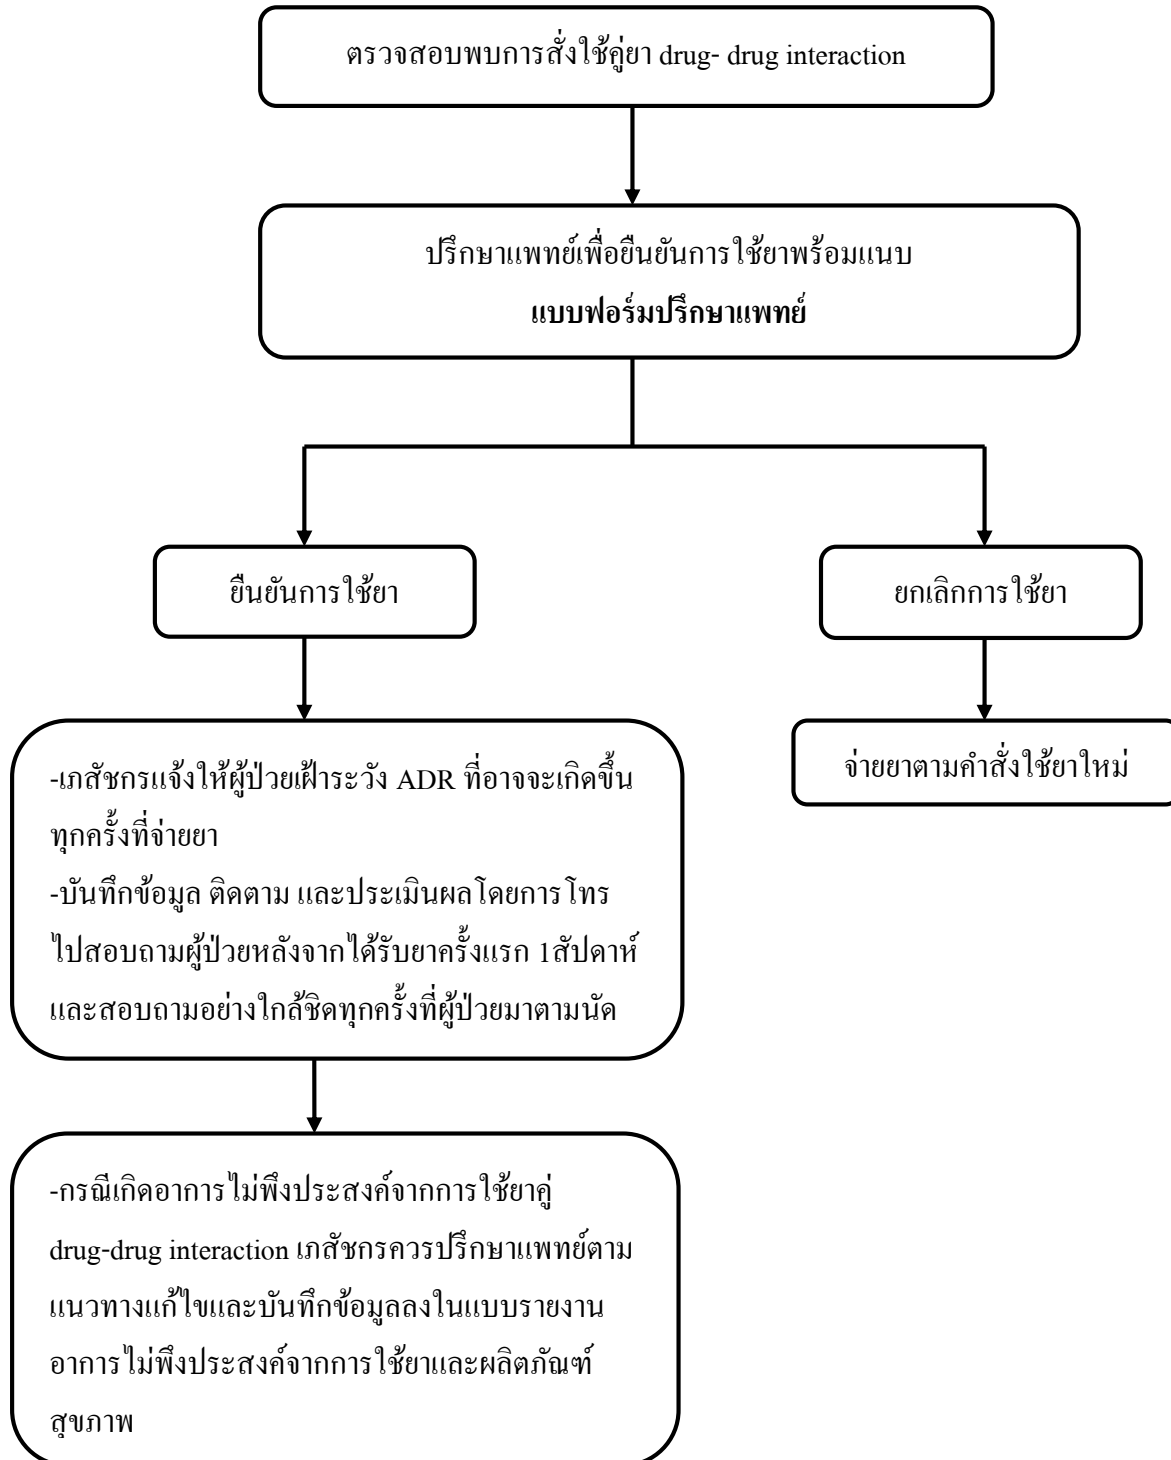 ตรวจสอบพบการสั่งใช้คู่ยา drug- drug interaction
ปรึกษาแพทย์เพื่อยืนยันการใช้ยาพร้อมแนบ
แบบฟอร์มปรึกษาแพทย์
ยืนยันการใช้ยา
ยกเลิกการใช้ยา
-เภสัชกรแจ้งให้ผู้ป่วยเฝ้าระวัง ADR ที่อาจจะเกิดขึ้น
ทุกครั้งที่จ่ายยา
-บันทึกข้อมูล ติดตาม และประเมินผลโดยการโทร
ไปสอบถามผู้ป่วยหลังจากได้รับยาครั้งแรก 1สัปดาห์
และสอบถามอย่างใกล้ชิดทุกครั้งที่ผู้ป่วยมาตามนัด
จ่ายยาตามคำสั่งใช้ยาใหม่
-กรณีเกิดอาการไม่พึงประสงค์จากการใช้ยาคู่
drug-drug interaction เภสัชกรควรปรึกษาแพทย์ตาม
แนวทางแก้ไขและบันทึกข้อมูลลงในแบบรายงาน
อาการไม่พึงประสงค์จากการใช้ยาและผลิตภัณฑ์
สุขภาพ